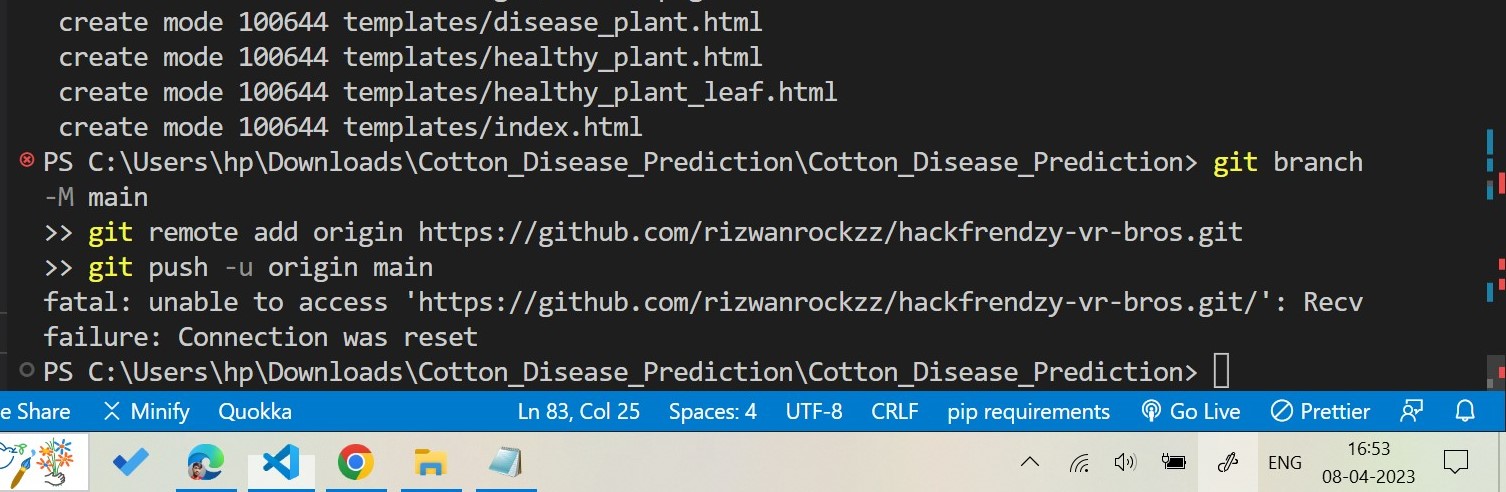 create mode 100644 templates/disease_plant.html
create mode 100644 templates/healthy_plant.html
create mode 100644 templates/healthy_plant_leaf.html
create mode 100644 templates/index.html
PS C:\Users\hp\Downloads\Cotton_Disease_Prediction\Cotton_Disease_Prediction> git branch
-M main
>> git remote add origin https://github.com/rizwanrockzz/hackfrendzy-vr-bros.git
>> git push -u origin main
fatal: unable to access 'https://github.com/rizwanrockzz/hackfrendzy-vr-bros.git/': Recv
failure: Connection was reset
PS C:\Users\hp\Downloads\Cotton_Disease_Prediction\Cotton_Disease_Prediction>
e Share Minify Quokka Ln 83, Col 25 Spaces: 4 UTF-8 CRLF pip requirements Go Live Prettier
ENG 16:53
08-04-2023